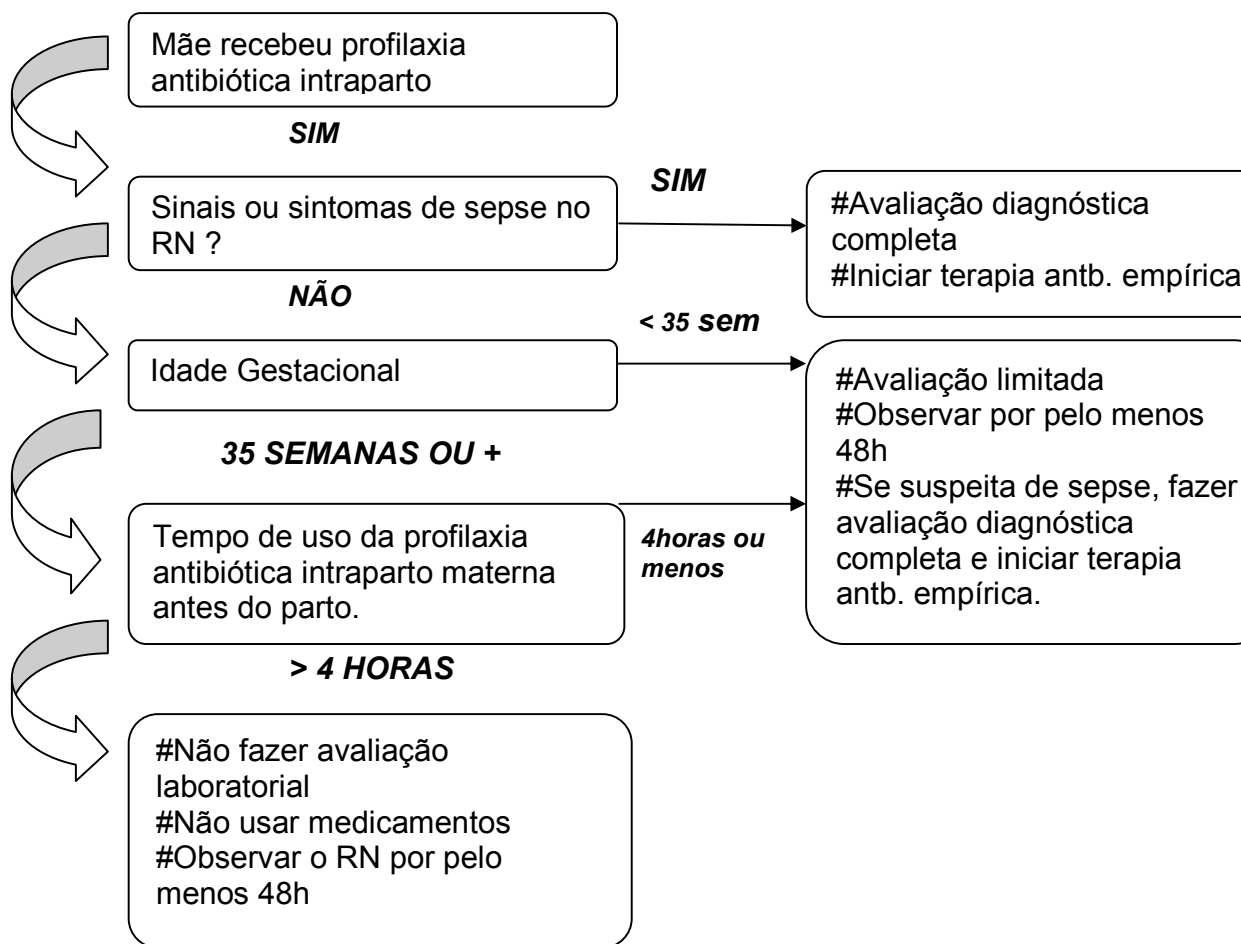 Mãe recebeu profilaxia
antibiótica intraparto
SIM
Sinais ou sintomas de sepse no
RN ?
SIM
#Avaliação diagnóstica
completa
#Iniciar terapia antb. empírica
NÃO
Idade Gestacional
< 35 sem
#Avaliação limitada
#Observar por pelo menos
48h
#Se suspeita de sepse, fazer
avaliação diagnóstica
completa e iniciar terapia
antb. empírica.
35 SEMANAS OU +
Tempo de uso da profilaxia
antibiótica intraparto materna
antes do parto.
4horas ou
menos
> 4 HORAS
#Não fazer avaliação
laboratorial
#Não usar medicamentos
#Observar o RN por pelo
menos 48h